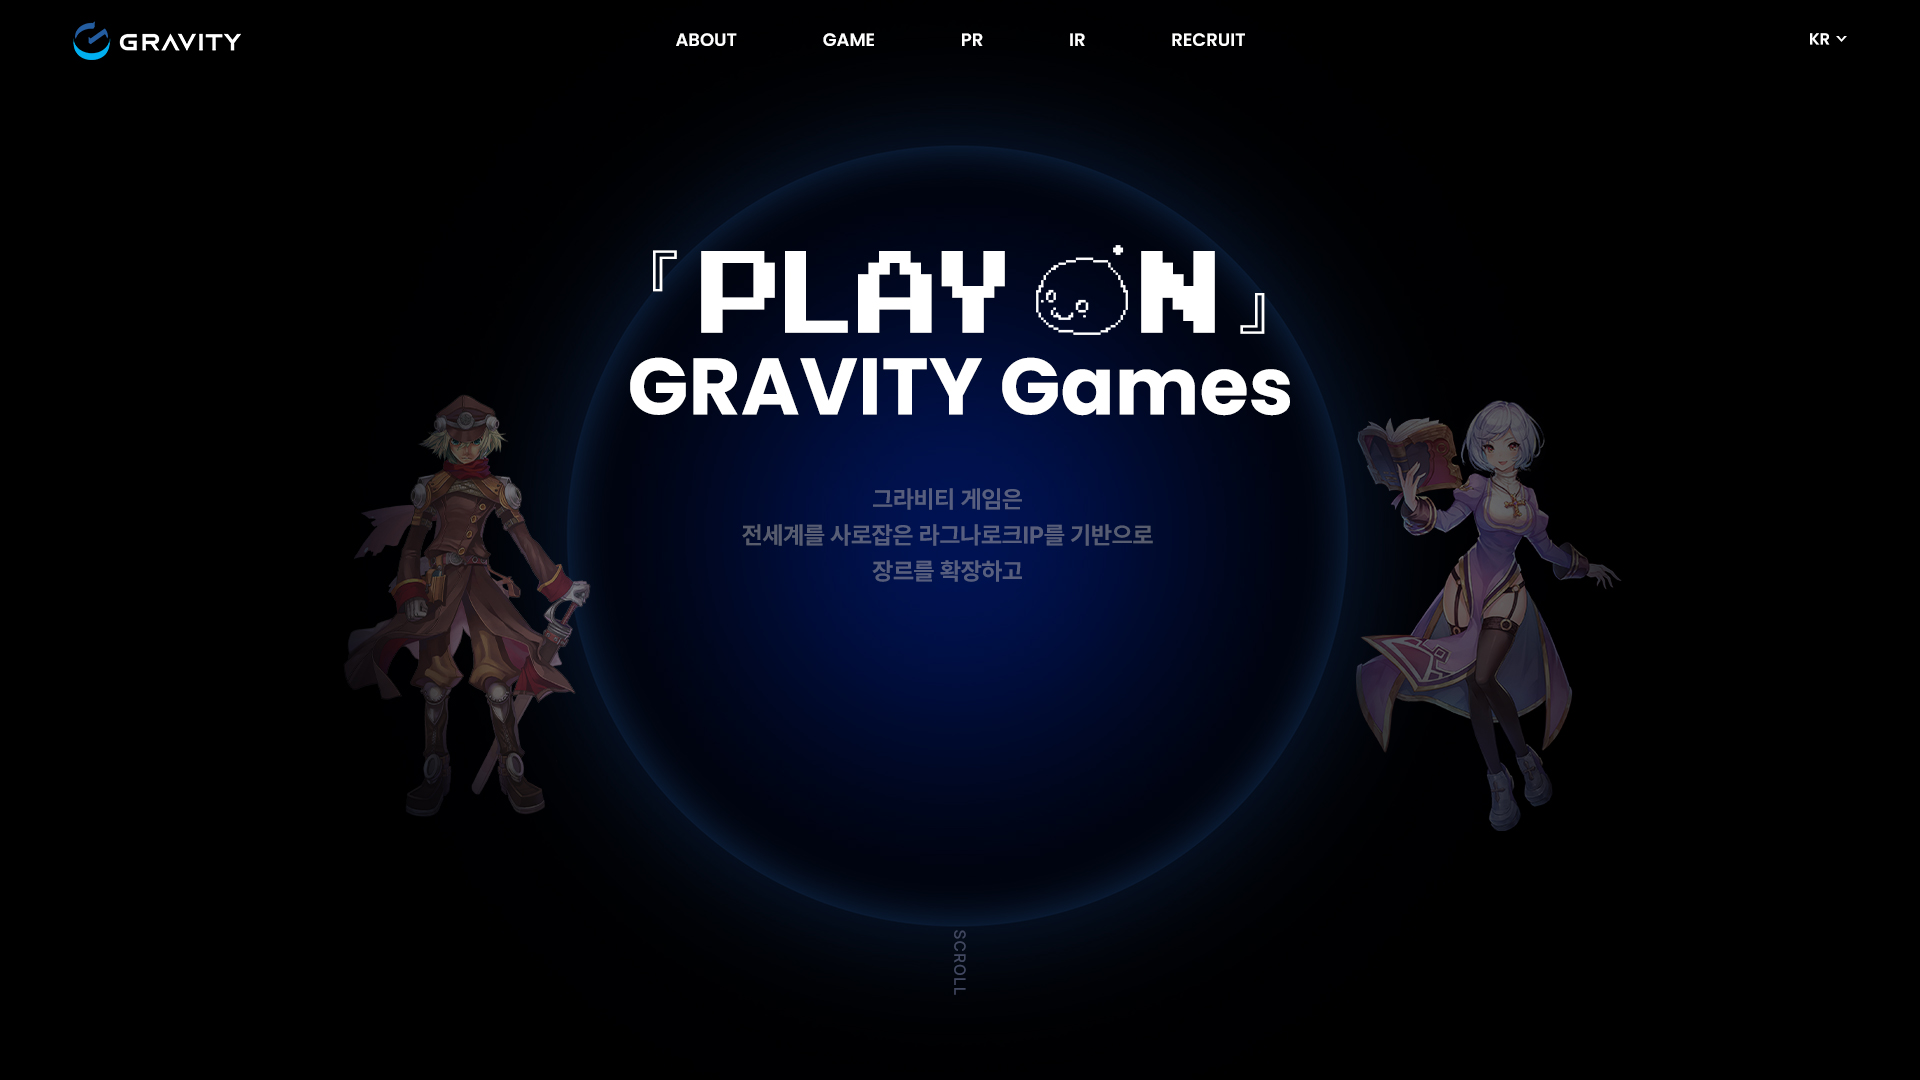 GRAVITY
ABOUT
GAME
PR
IR
RECRUIT
KR
『PLAY ON』
GRAVITY Games
그라비티 게임은
전세계를 사로잡은 라그나로크IP를 기반으로
장르를 확장하고
SCROLL